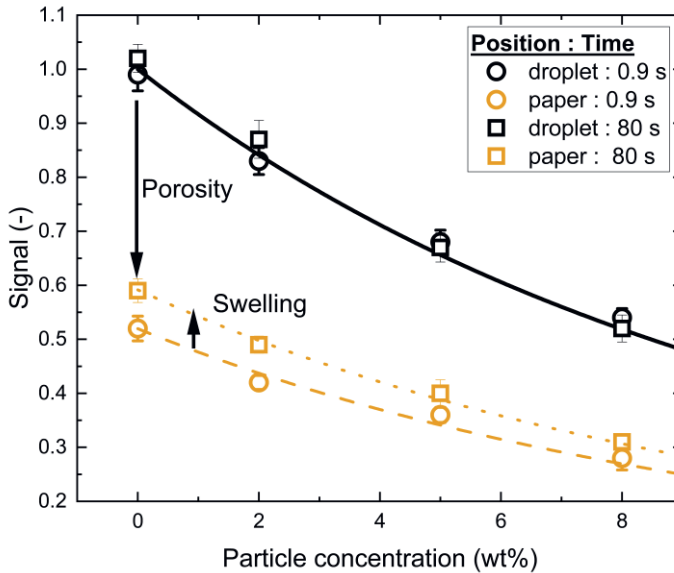 1.1
1.0
0.9
0.8
0.7
0.6
0.5
0.4
0.3
0.2
Signal (-)
Position : Time
droplet : 0.9 s
paper : 0.9 s
droplet : 80 s
paper : 80 s
Porosity
Swelling
0 2 4 6 8
Particle concentration (wt%)